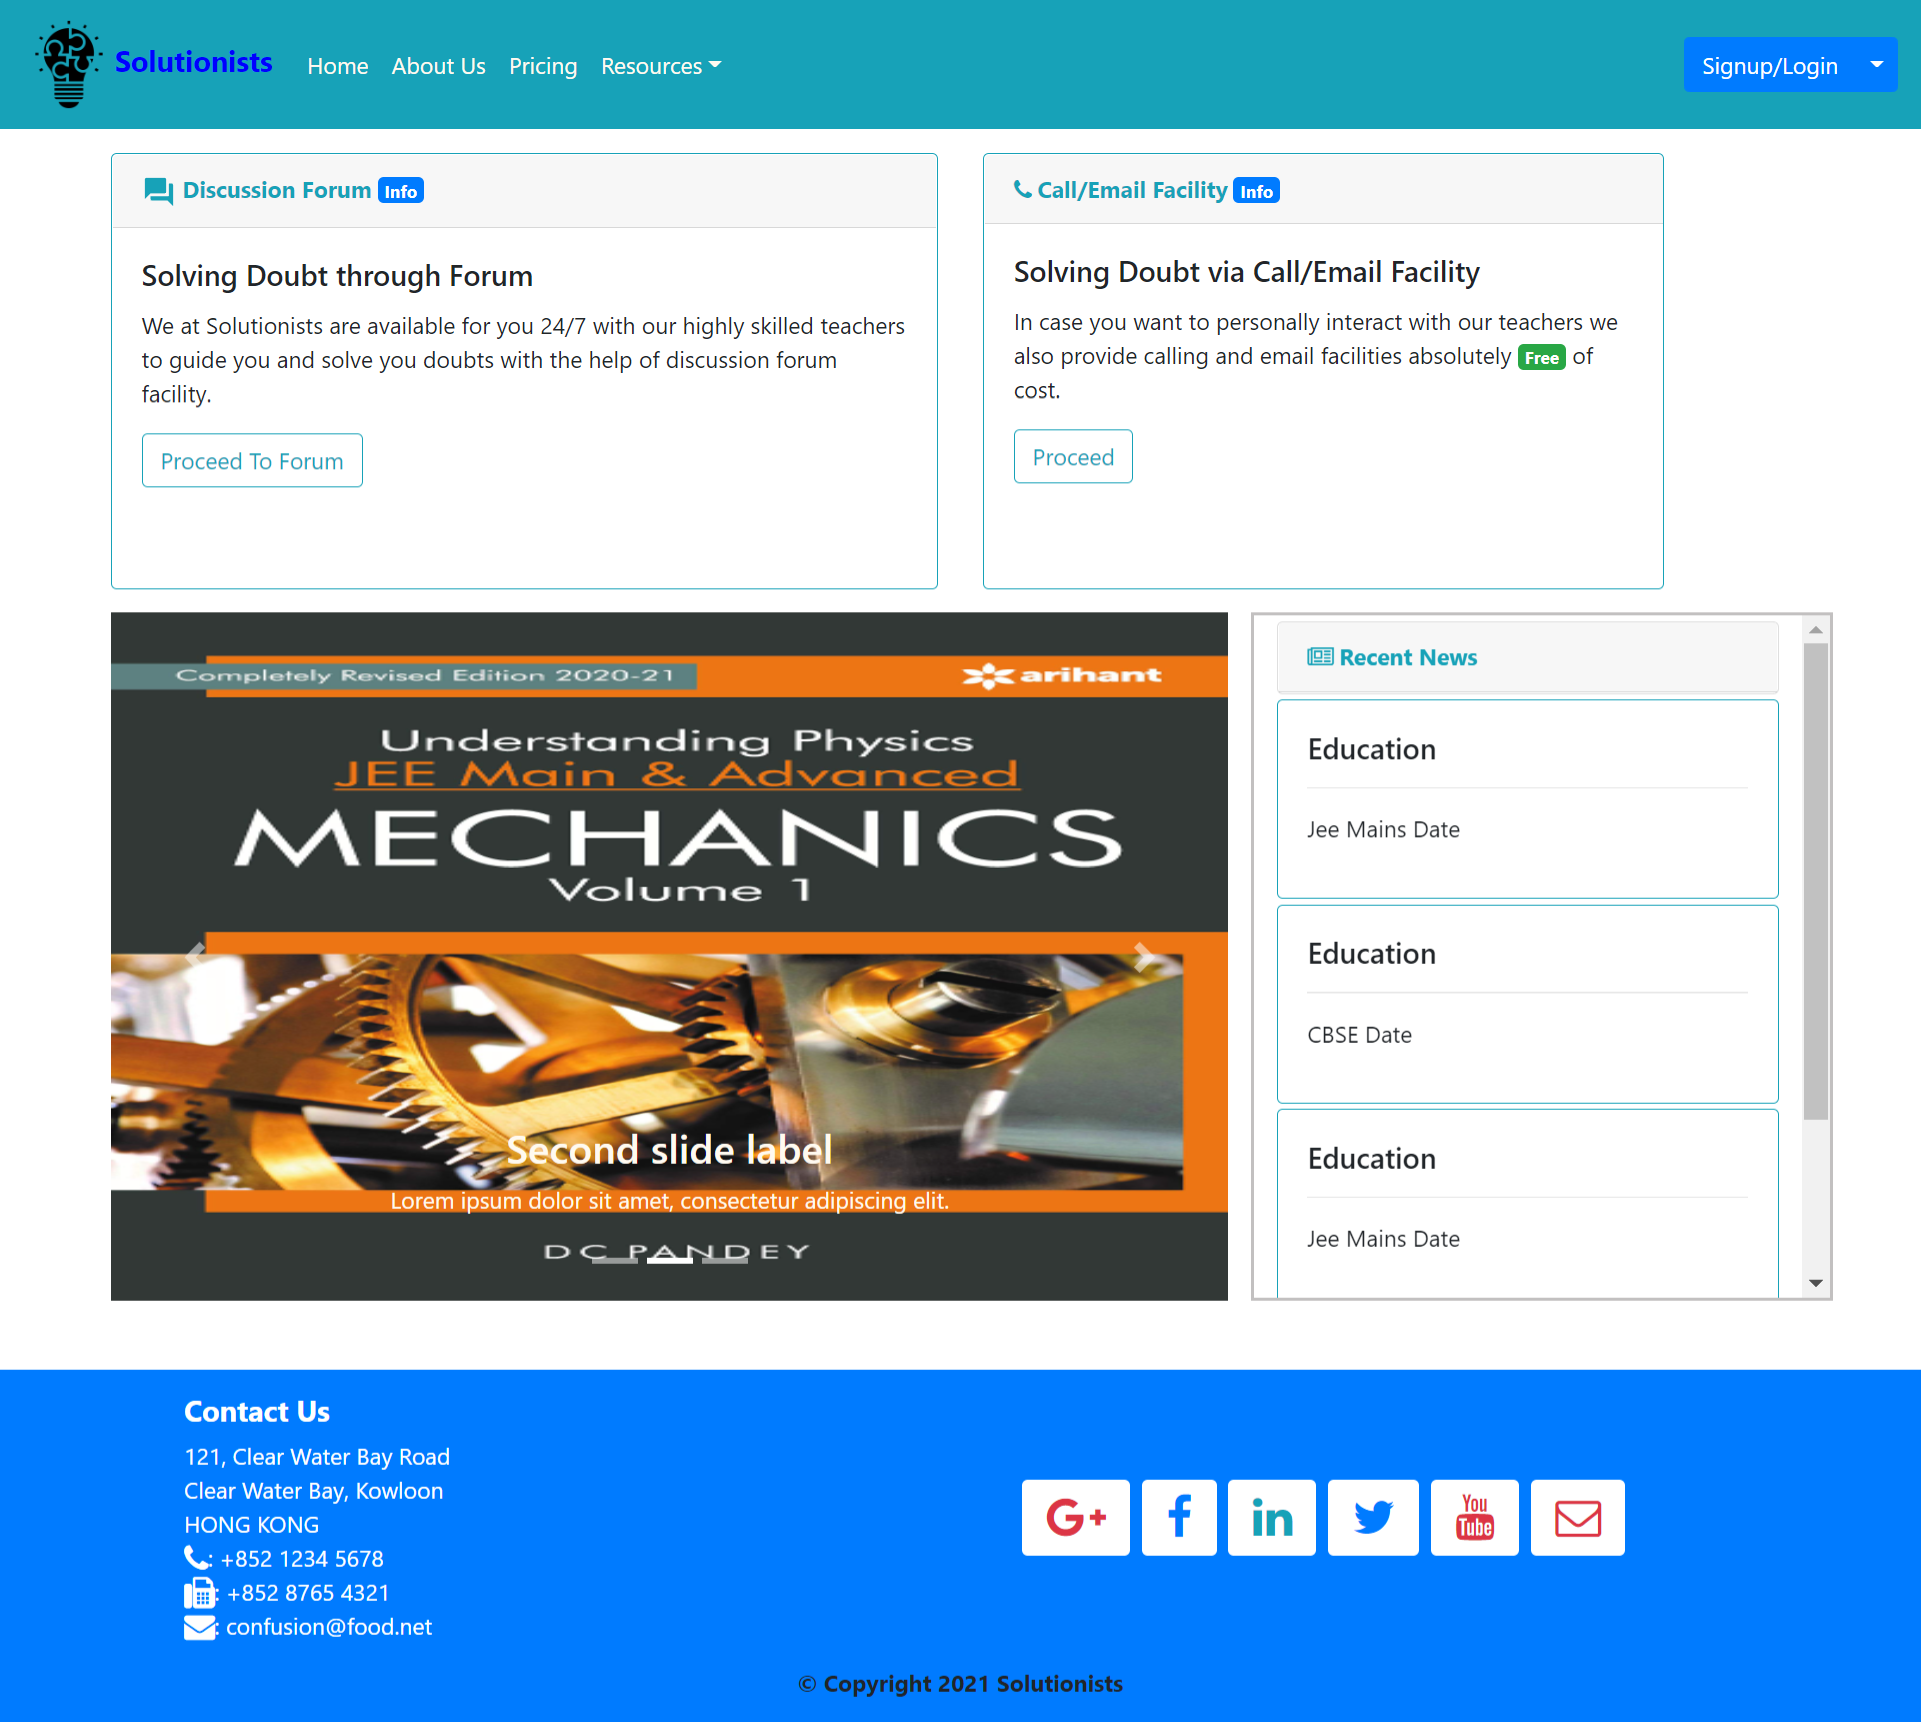 Solutionists
Home
About Us
Pricing
Resources
Signup/Login
Discussion Forum Info
Solving Doubt through Forum
We at Solutionists are available for you 24/7 with our highly skilled teachers
to guide you and solve you doubts with the help of discussion forum
facility.
Proceed To Forum
Call/Email Facility Info
Solving Doubt via Call/Email Facility
In case you want to personally interact with our teachers we
also provide calling and email facilities absolutely Free of
cost.
Proceed
Completely Revised Edition 2020-21
arihant
Understanding Physics
JEE Main & Advanced
MECHANICS
Volume 1
Second slide label
Lorem ipsum dolor sit amet, consectetur adipiscing elit.
DC PANDEY
Recent News
Education
Jee Mains Date
Education
CBSE Date
Education
Jee Mains Date
Contact Us
121, Clear Water Bay Road
Clear Water Bay, Kowloon
HONG KONG
: +852 1234 5678
: +852 8765 4321
: confusion@food.net
G+
f
in
You
Tube
© Copyright 2021 Solutionists